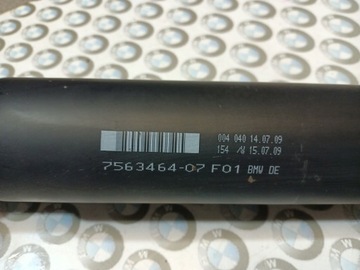 004 040 14.07.09
154 /W 15.07.09
7563464-07 F01 BMW DE